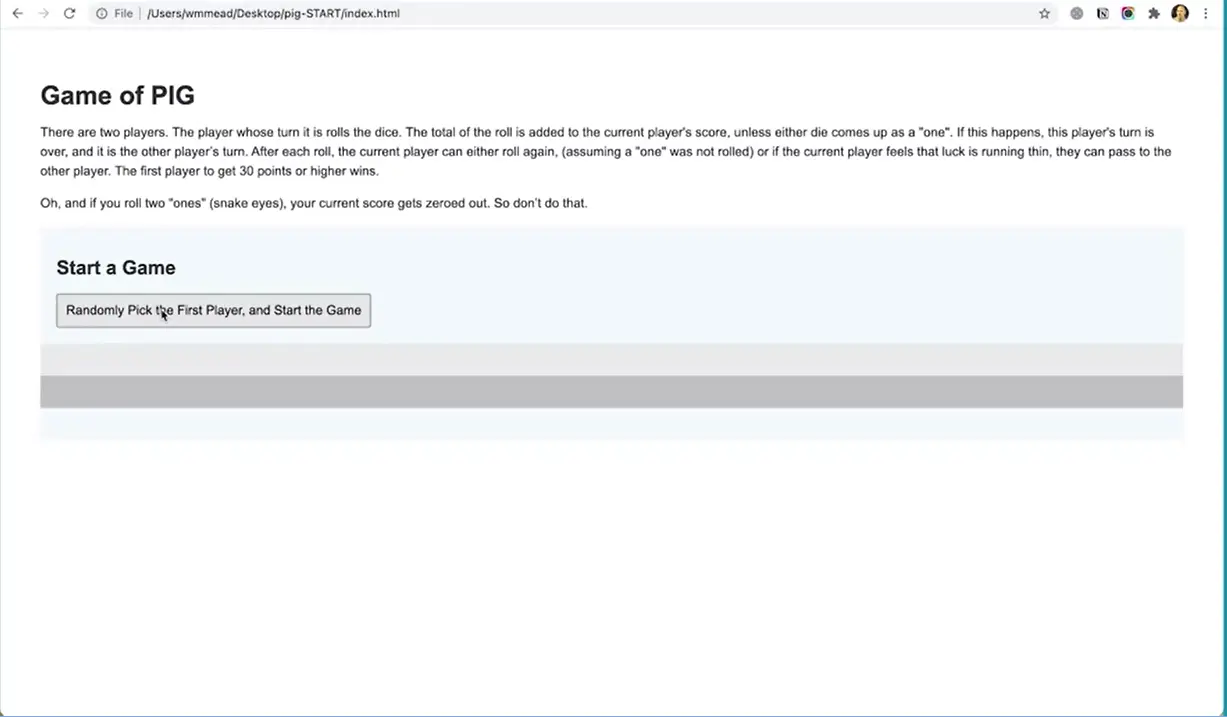 File | /Users/wmmead/Desktop/pig-START/index.html
Game of PIG
There are two players. The player whose turn it is rolls the dice. The total of the roll is added to the current player's score, unless either die comes up as a "one". If this happens, this player's turn is
over, and it is the other player's turn. After each roll, the current player can either roll again, (assuming a "one" was not rolled) or if the current player feels that luck is running thin, they can pass to the
other player. The first player to get 30 points or higher wins.
Oh, and if you roll two "ones" (snake eyes), your current score gets zeroed out. So don't do that.
Start a Game
Randomly Pick the First Player, and Start the Game